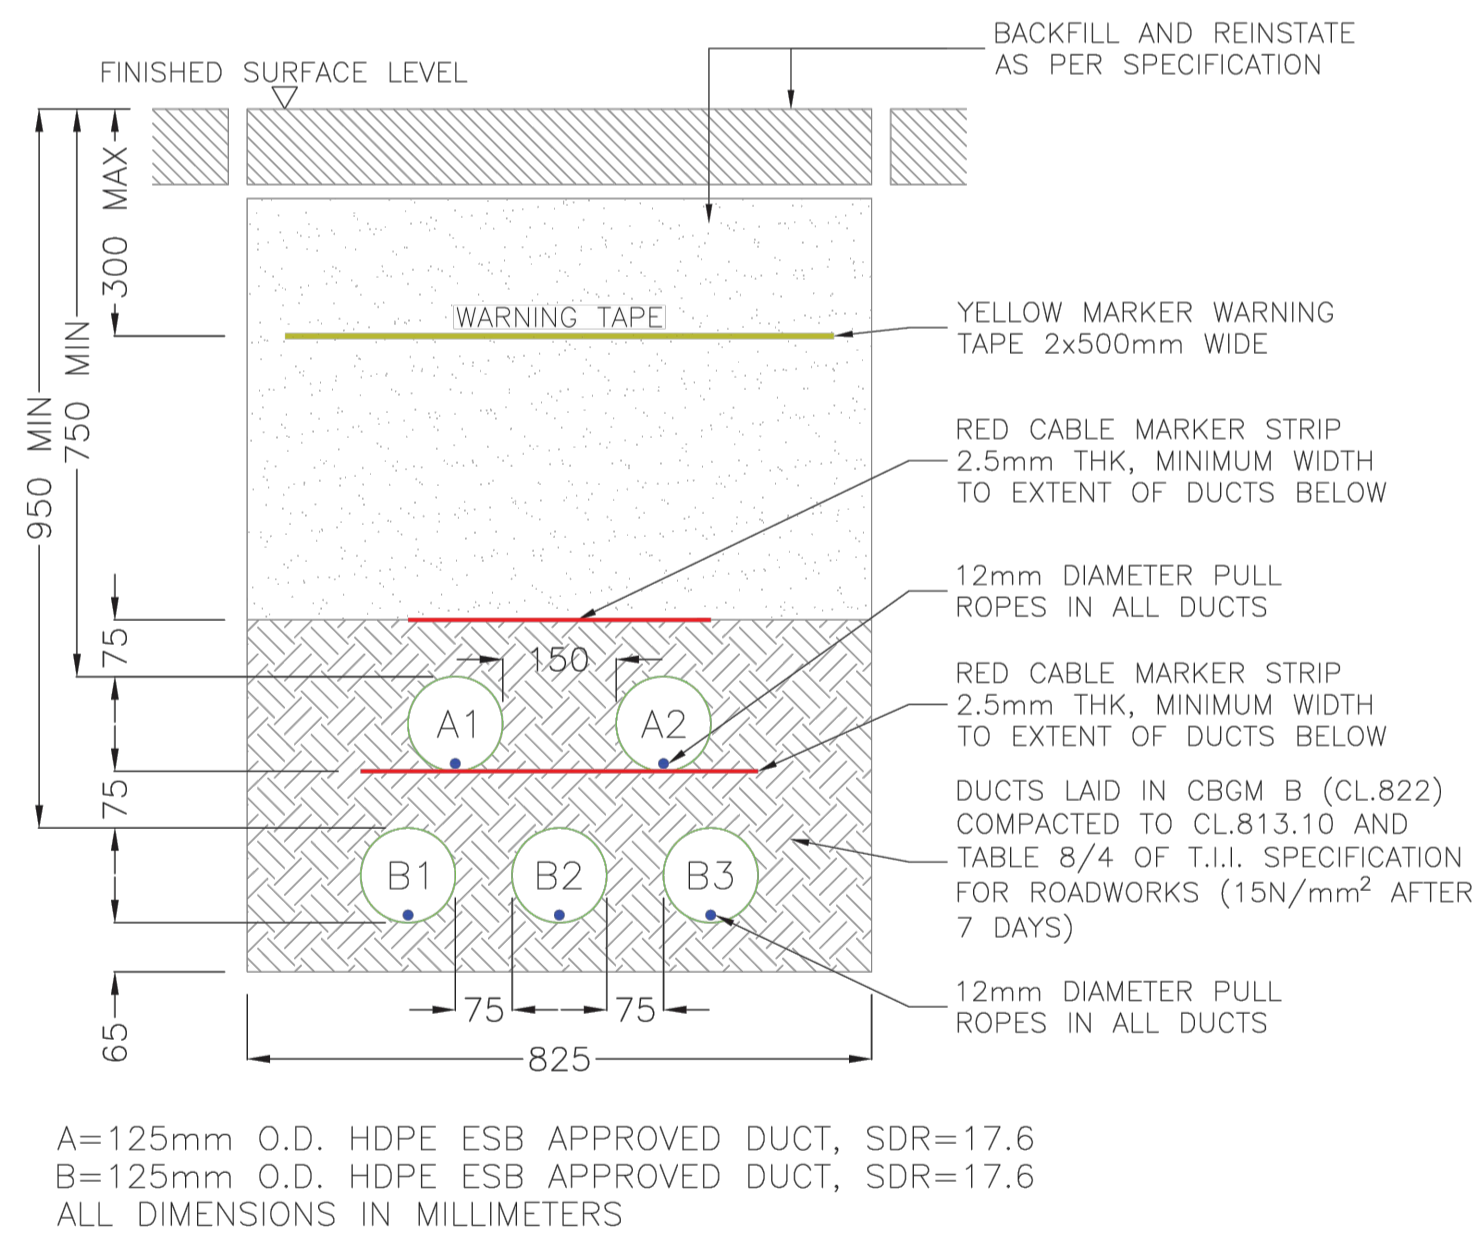 BACKFILL AND REINSTATE
AS PER SPECIFICATION
FINISHED SURFACE LEVEL
300 MAX
750 MIN
950 MIN
WARNING TAPE
YELLOW MARKER WARNING
TAPE 2x500mm WIDE
RED CABLE MARKER STRIP
2.5mm THK, MINIMUM WIDTH
TO EXTENT OF DUCTS BELOW
12mm DIAMETER PULL
ROPES IN ALL DUCTS
75
150
A1
A2
RED CABLE MARKER STRIP
2.5mm THK, MINIMUM WIDTH
TO EXTENT OF DUCTS BELOW
75
DUCTS LAID IN CBGM B (CL.822)
COMPACTED TO CL.813.10 AND
TABLE 8/4 OF T.I.I. SPECIFICATION
FOR ROADWORKS (15N/mm² AFTER
7 DAYS)
B1
B2
B3
12mm DIAMETER PULL
ROPES IN ALL DUCTS
65
75
75
825
A=125mm O.D. HDPE ESB APPROVED DUCT, SDR=17.6
B=125mm O.D. HDPE ESB APPROVED DUCT, SDR=17.6
ALL DIMENSIONS IN MILLIMETERS